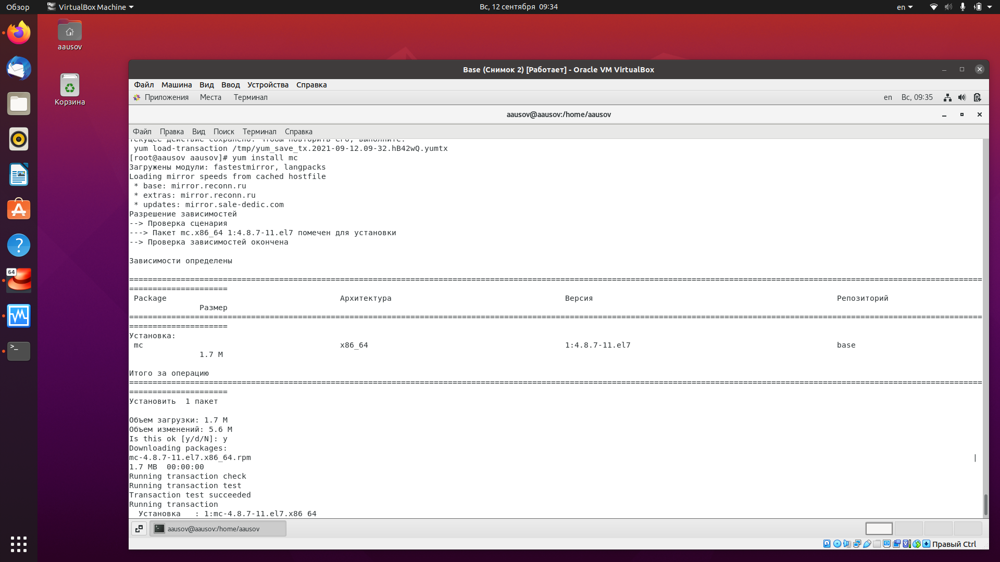 Обзор
VirtualBox Machine
Вс, 12 сентября 09:34
en
aausov
Корзина
64
Base (Снимок 2) [Работает] - Oracle VM VirtualBox
Файл Машина Вид Ввод Устройства Справка
Приложения Места Терминал
en Вс, 09:35
aausov@aausov:/home/aausov
Файл Правка Вид Поиск Терминал Справка
Текущее действие сохранено. Чтобы повторить его, выполните:
yum load-transaction /tmp/yum_save_tx.2021-09-12.09-32.hB42wQ.yumtx
[root@aausov aausov]# yum install mc
Загружены модули: fastestmirror, langpacks
Loading mirror speeds from cached hostfile
* base: mirror.reconn.ru
* extras: mirror.reconn.ru
* updates: mirror.sale-dedic.com
Разрешение зависимостей
--> Проверка сценария
---> Пакет mc.x86_64 1:4.8.7-11.el7 помечен для установки
--> Проверка зависимостей окончена
Зависимости определены
Package Архитектура Версия Репозиторий
Размер
Установка:
mc x86_64 1:4.8.7-11.el7 base
1.7 M
Итого за операцию
Установить 1 пакет
Объем загрузки: 1.7 M
Объем изменений: 5.6 M
Is this ok [y/d/N]: y
Downloading packages:
mc-4.8.7-11.el7.x86_64.rpm |
1.7 MB 00:00:00
Running transaction check
Running transaction test
Transaction test succeeded
Running transaction
Установка : 1:mc-4.8.7-11.el7.x86_64
aausov@aausov:/home/aausov
Правый Ctrl